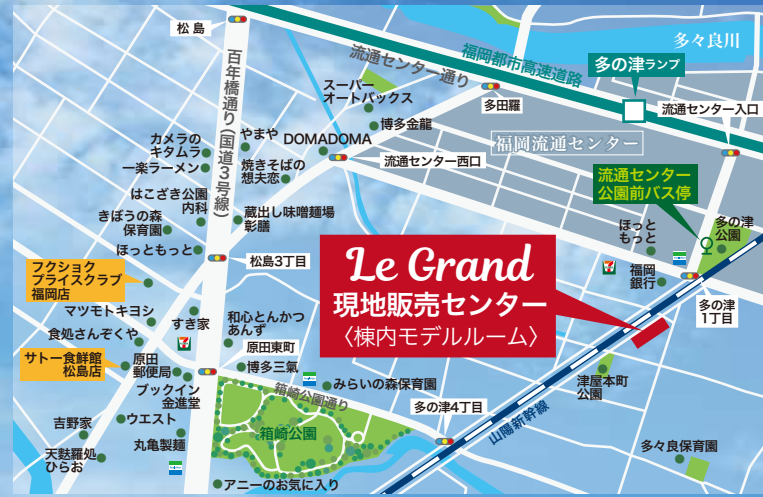 松 島
多々良川
福岡都市高速道路
多の津ランプ
流通センター通り
スーパー
オートバックス
多田羅
流通センター入口
百年橋通り(国道3号線)
やまや
DOMADOMA
博多金龍
カメラの
キタムラ
一楽ラーメン
焼きそばの
想夫恋
流通センター西口
福岡流通センター
流通センター
公園前バス停
はこざき公園
内科
きぼうの森
保育園
蔵出し味噌麺場
彰膳
ほっともっと
松島3丁目
ほっと
もっと
多の津
公園
福岡
銀行
フクショク
プライスクラブ
福岡店
Le Grand
現地販売センター
〈棟内モデルルーム〉
多の津
1丁目
マツモトキヨシ
すき家
和心とんかつ
あんず
食処さんぞくや
原田東町
サトー食鮮館
松島店
原田
郵便局
博多三氣
ブックイン
金進堂
みらいの森保育園
箱崎公園通り
多の津4丁目
津屋本町
公園
山陽新幹線
吉野家
ウエスト
丸亀製麺
箱崎公園
天麩羅処
ひらお
多々良保育園
アニーのお気に入り